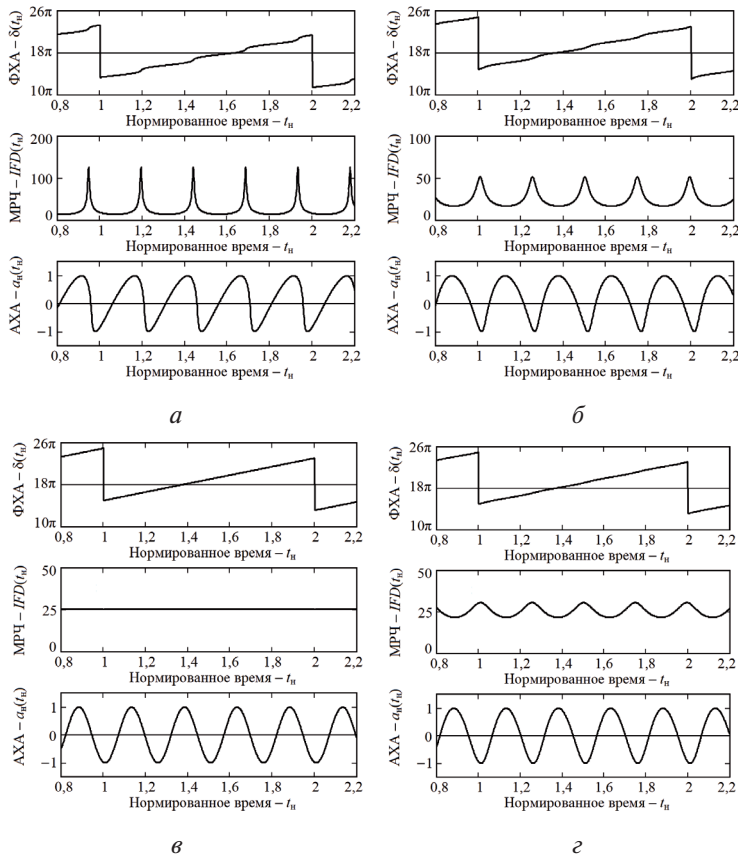 ФХА – δ(tн)
26π
18π
10π
0,8 1 1,2 1,4 1,6 1,8 2 2,2
Нормированное время – tн
МРЧ – IFD(tн)
200
100
0
0,8 1 1,2 1,4 1,6 1,8 2 2,2
Нормированное время – tн
АХА – aн(tн)
1
0
−1
0,8 1 1,2 1,4 1,6 1,8 2 2,2
Нормированное время – tн
а
ФХА – δ(tн)
26π
18π
10π
0,8 1 1,2 1,4 1,6 1,8 2 2,2
Нормированное время – tн
МРЧ – IFD(tн)
100
50
0
0,8 1 1,2 1,4 1,6 1,8 2 2,2
Нормированное время – tн
АХА – aн(tн)
1
0
−1
0,8 1 1,2 1,4 1,6 1,8 2 2,2
Нормированное время – tн
б
ФХА – δ(tн)
26π
18π
10π
0,8 1 1,2 1,4 1,6 1,8 2 2,2
Нормированное время – tн
МРЧ – IFD(tн)
50
25
0
0,8 1 1,2 1,4 1,6 1,8 2 2,2
Нормированное время – tн
АХА – aн(tн)
1
0
−1
0,8 1 1,2 1,4 1,6 1,8 2 2,2
Нормированное время – tн
в
ФХА – δ(tн)
26π
18π
10π
0,8 1 1,2 1,4 1,6 1,8 2 2,2
Нормированное время – tн
МРЧ – IFD(tн)
50
25
0
0,8 1 1,2 1,4 1,6 1,8 2 2,2
Нормированное время – tн
АХА – aн(tн)
1
0
−1
0,8 1 1,2 1,4 1,6 1,8 2 2,2
Нормированное время – tн
г